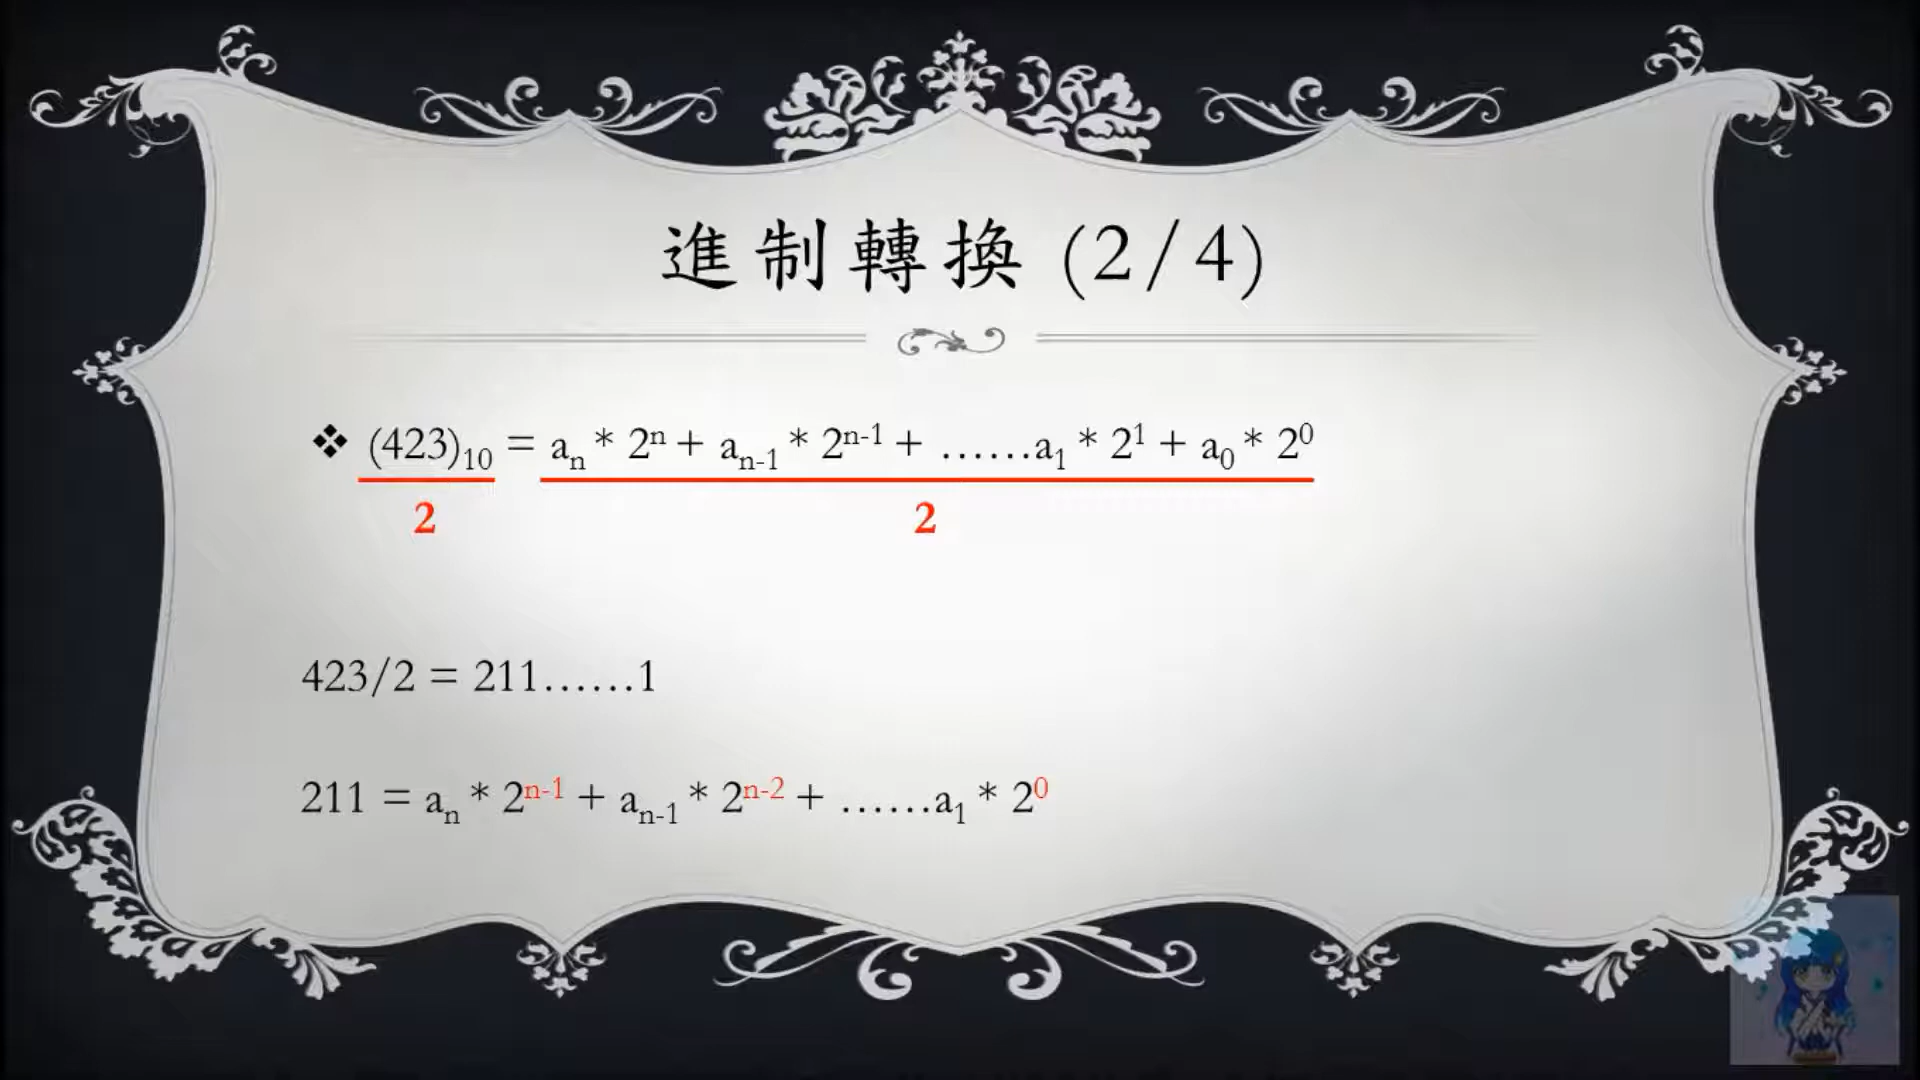 進制轉換 (2/4)
❖ (423)₁₀ = aₙ * 2ⁿ + aₙ₋₁ * 2ⁿ⁻¹ + ......a₁ * 2¹ + a₀ * 2⁰
2 2
423/2 = 211......1
211 = aₙ * 2ⁿ⁻¹ + aₙ₋₁ * 2ⁿ⁻² + ......a₁ * 2⁰